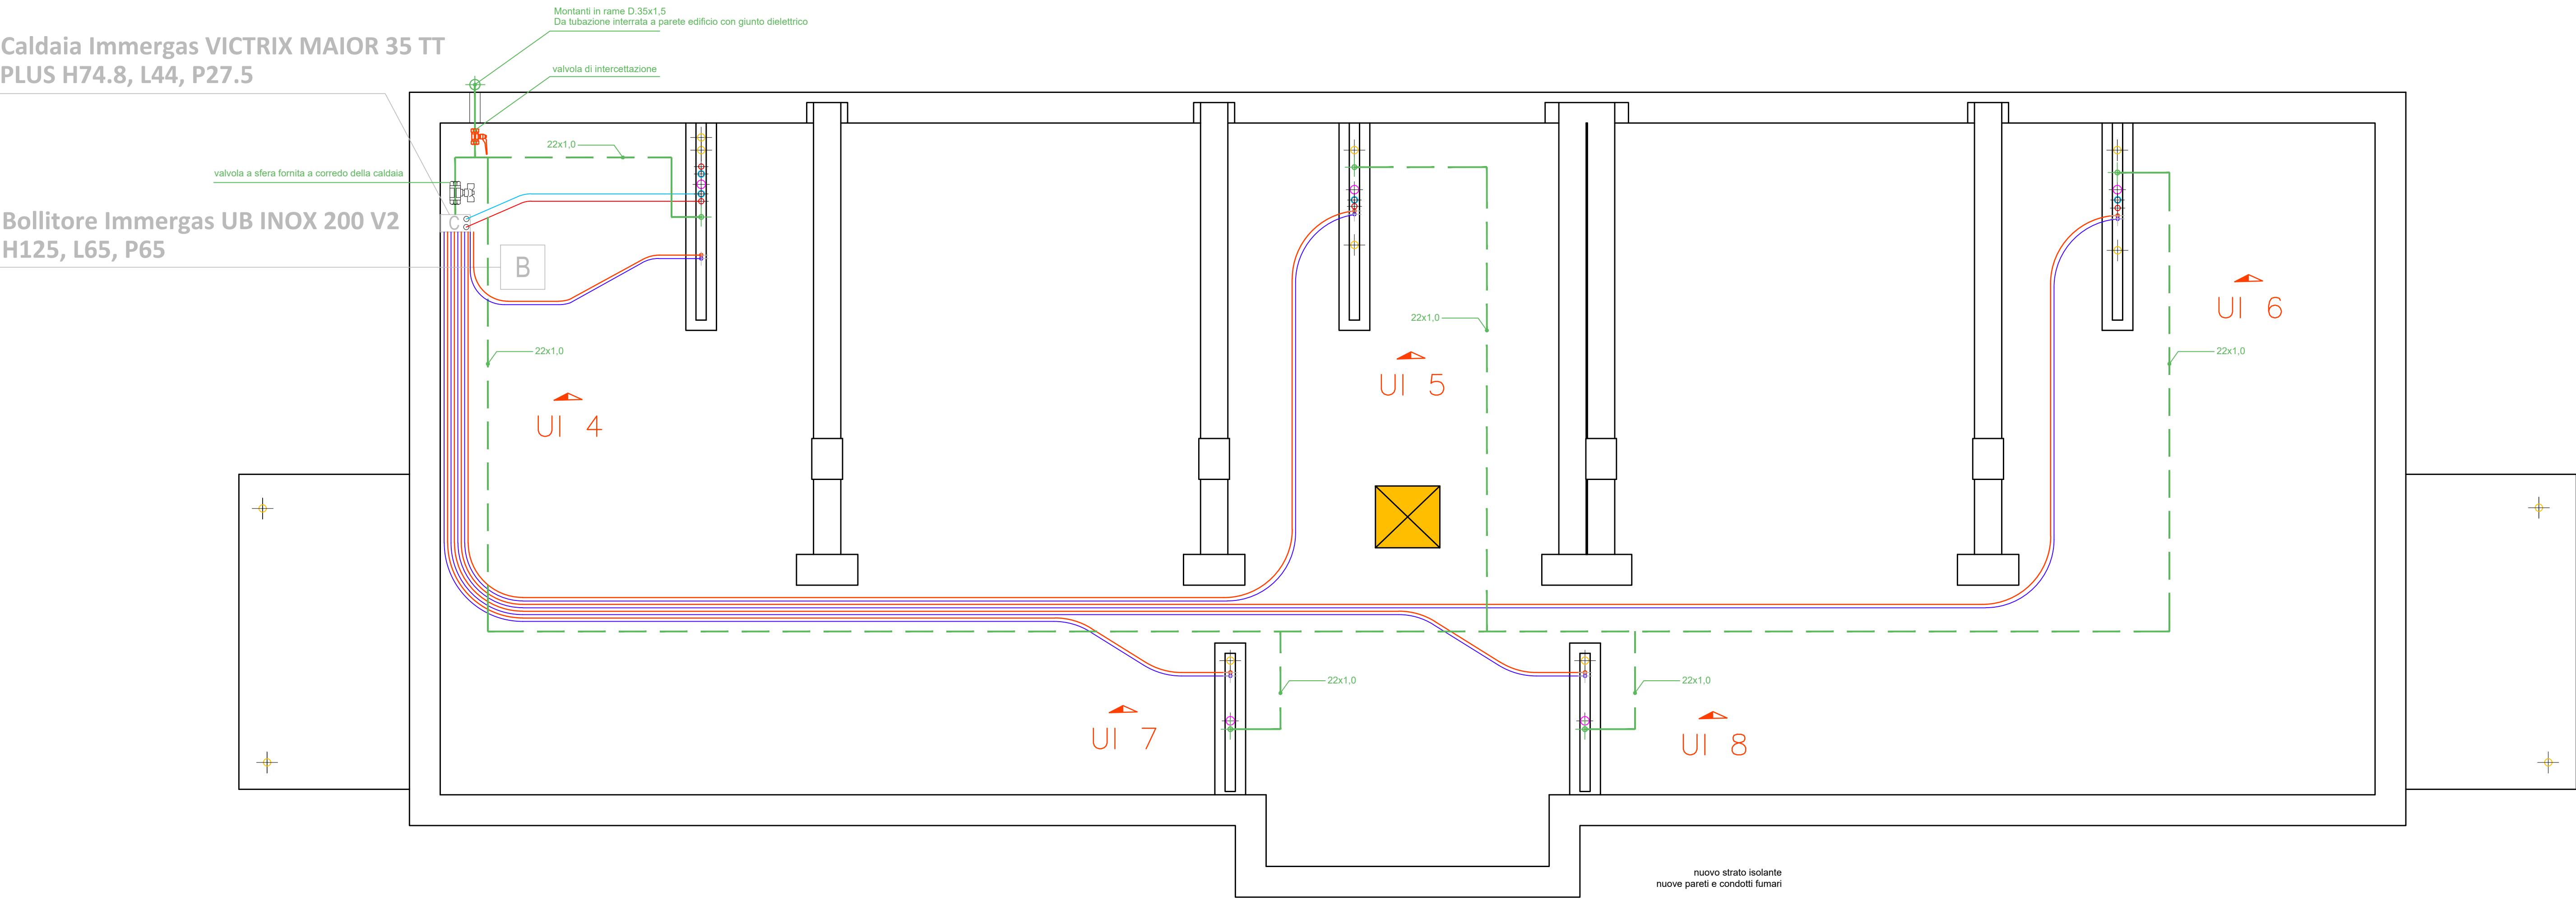 Montanti in rame D.35x1,5
Da tubazione interrata a parete edificio con giunto dielettrico
Caldaia Immergas VICTRIX MAIOR 35 TT
PLUS H74.8, L44, P27.5
valvola di intercettazione
22x1,0
valvola a sfera fornita a corredo della caldaia
Bollitore Immergas UB INOX 200 V2
H125, L65, P65
C
B
UI 6
22x1,0
22x1,0
22x1,0
UI 5
UI 4
22x1,0
22x1,0
UI 7
UI 8
nuovo strato isolante
nuove pareti e condotti fumari